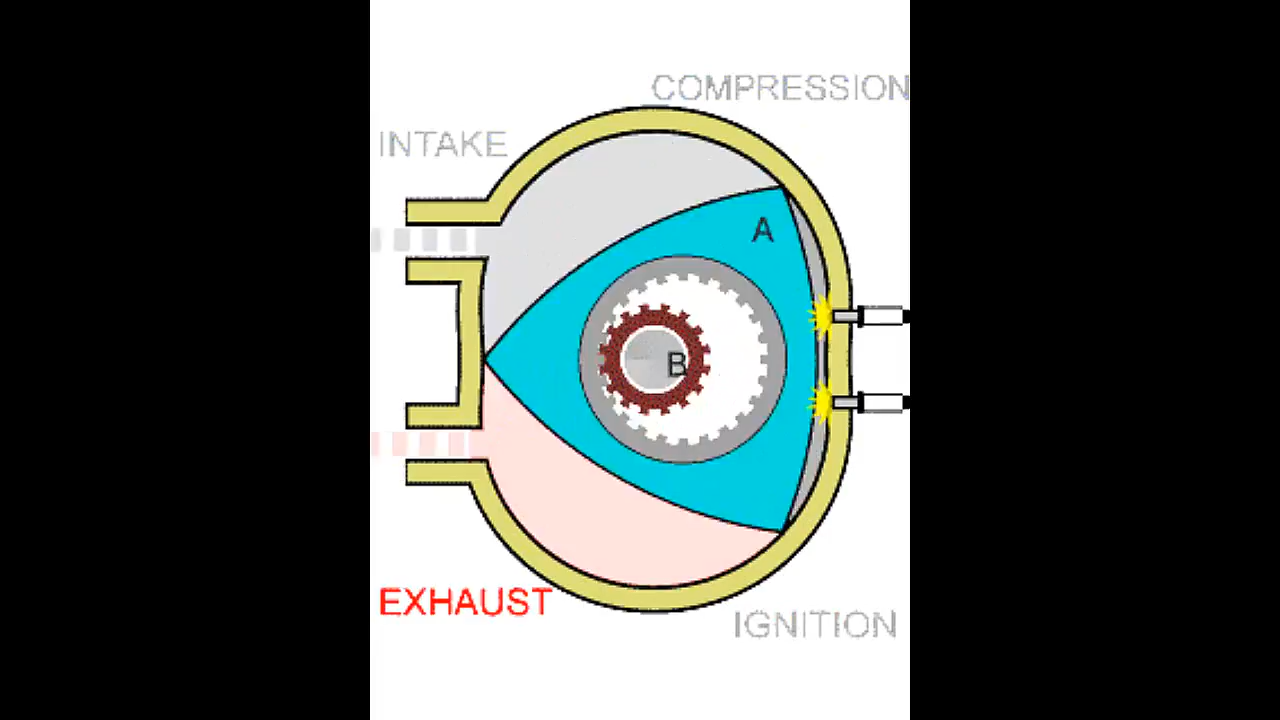 COMPRESSION
INTAKE
A
B
EXHAUST
IGNITION